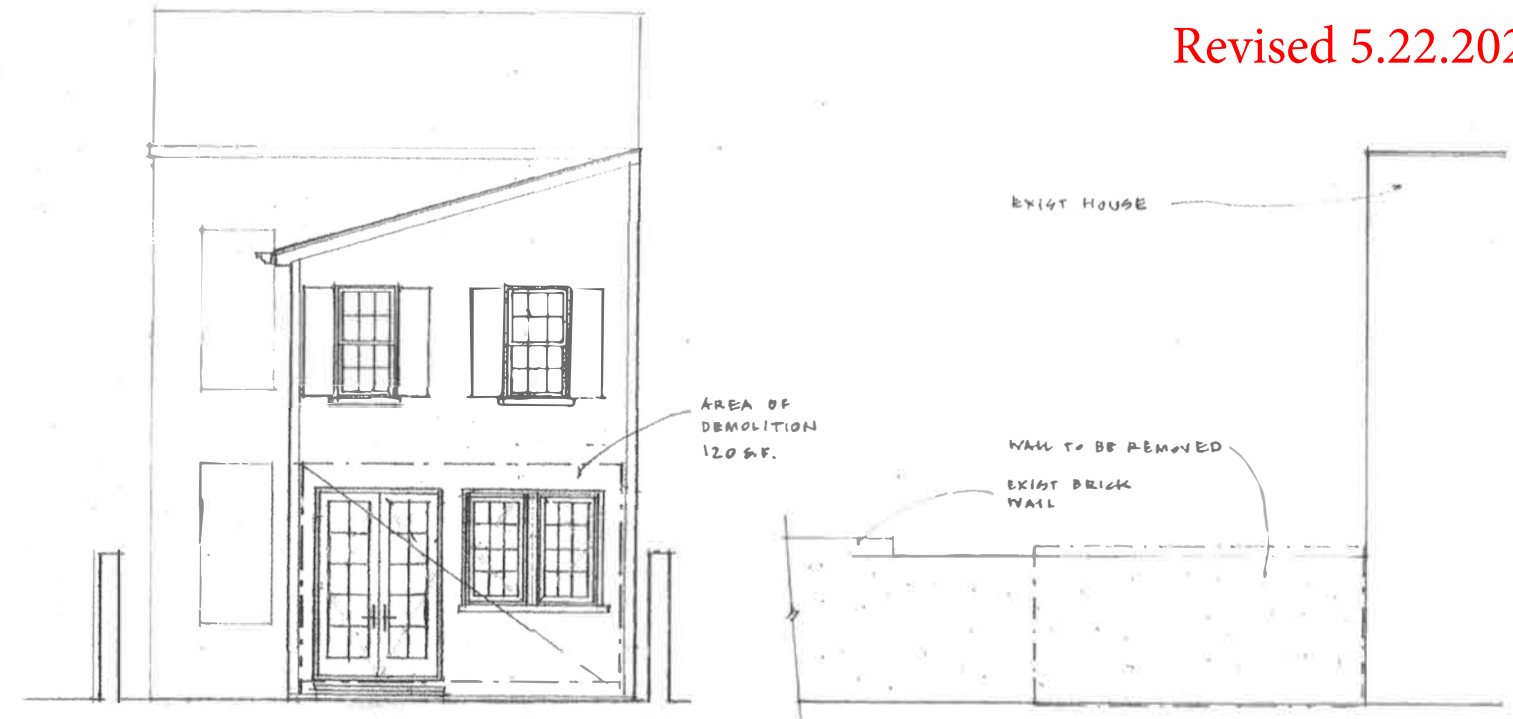 Revised 5.22.202
EXIST HOUSE
AREA OF
DEMOLITION
120 S.F.
WALL TO BE REMOVED
EXIST BRICK
WALL